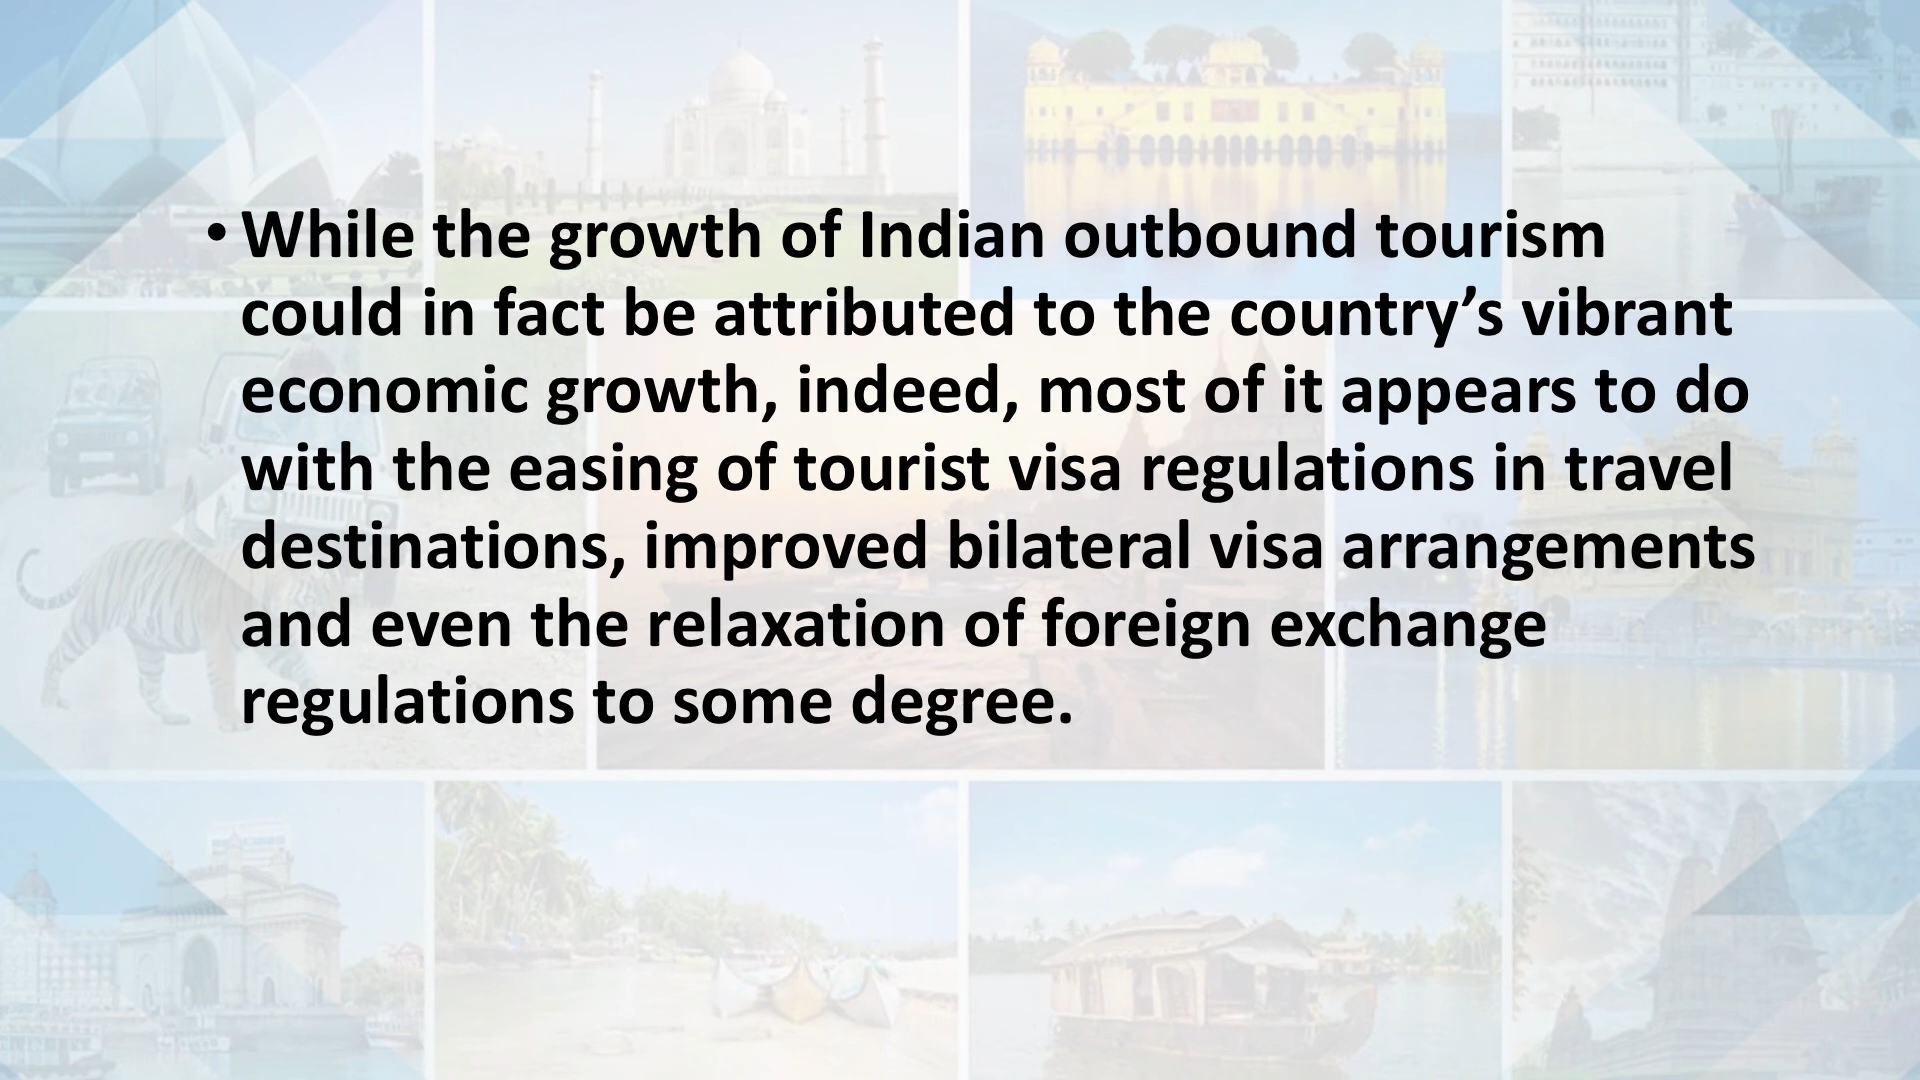 • While the growth of Indian outbound tourism
could in fact be attributed to the country’s vibrant
economic growth, indeed, most of it appears to do
with the easing of tourist visa regulations in travel
destinations, improved bilateral visa arrangements
and even the relaxation of foreign exchange
regulations to some degree.